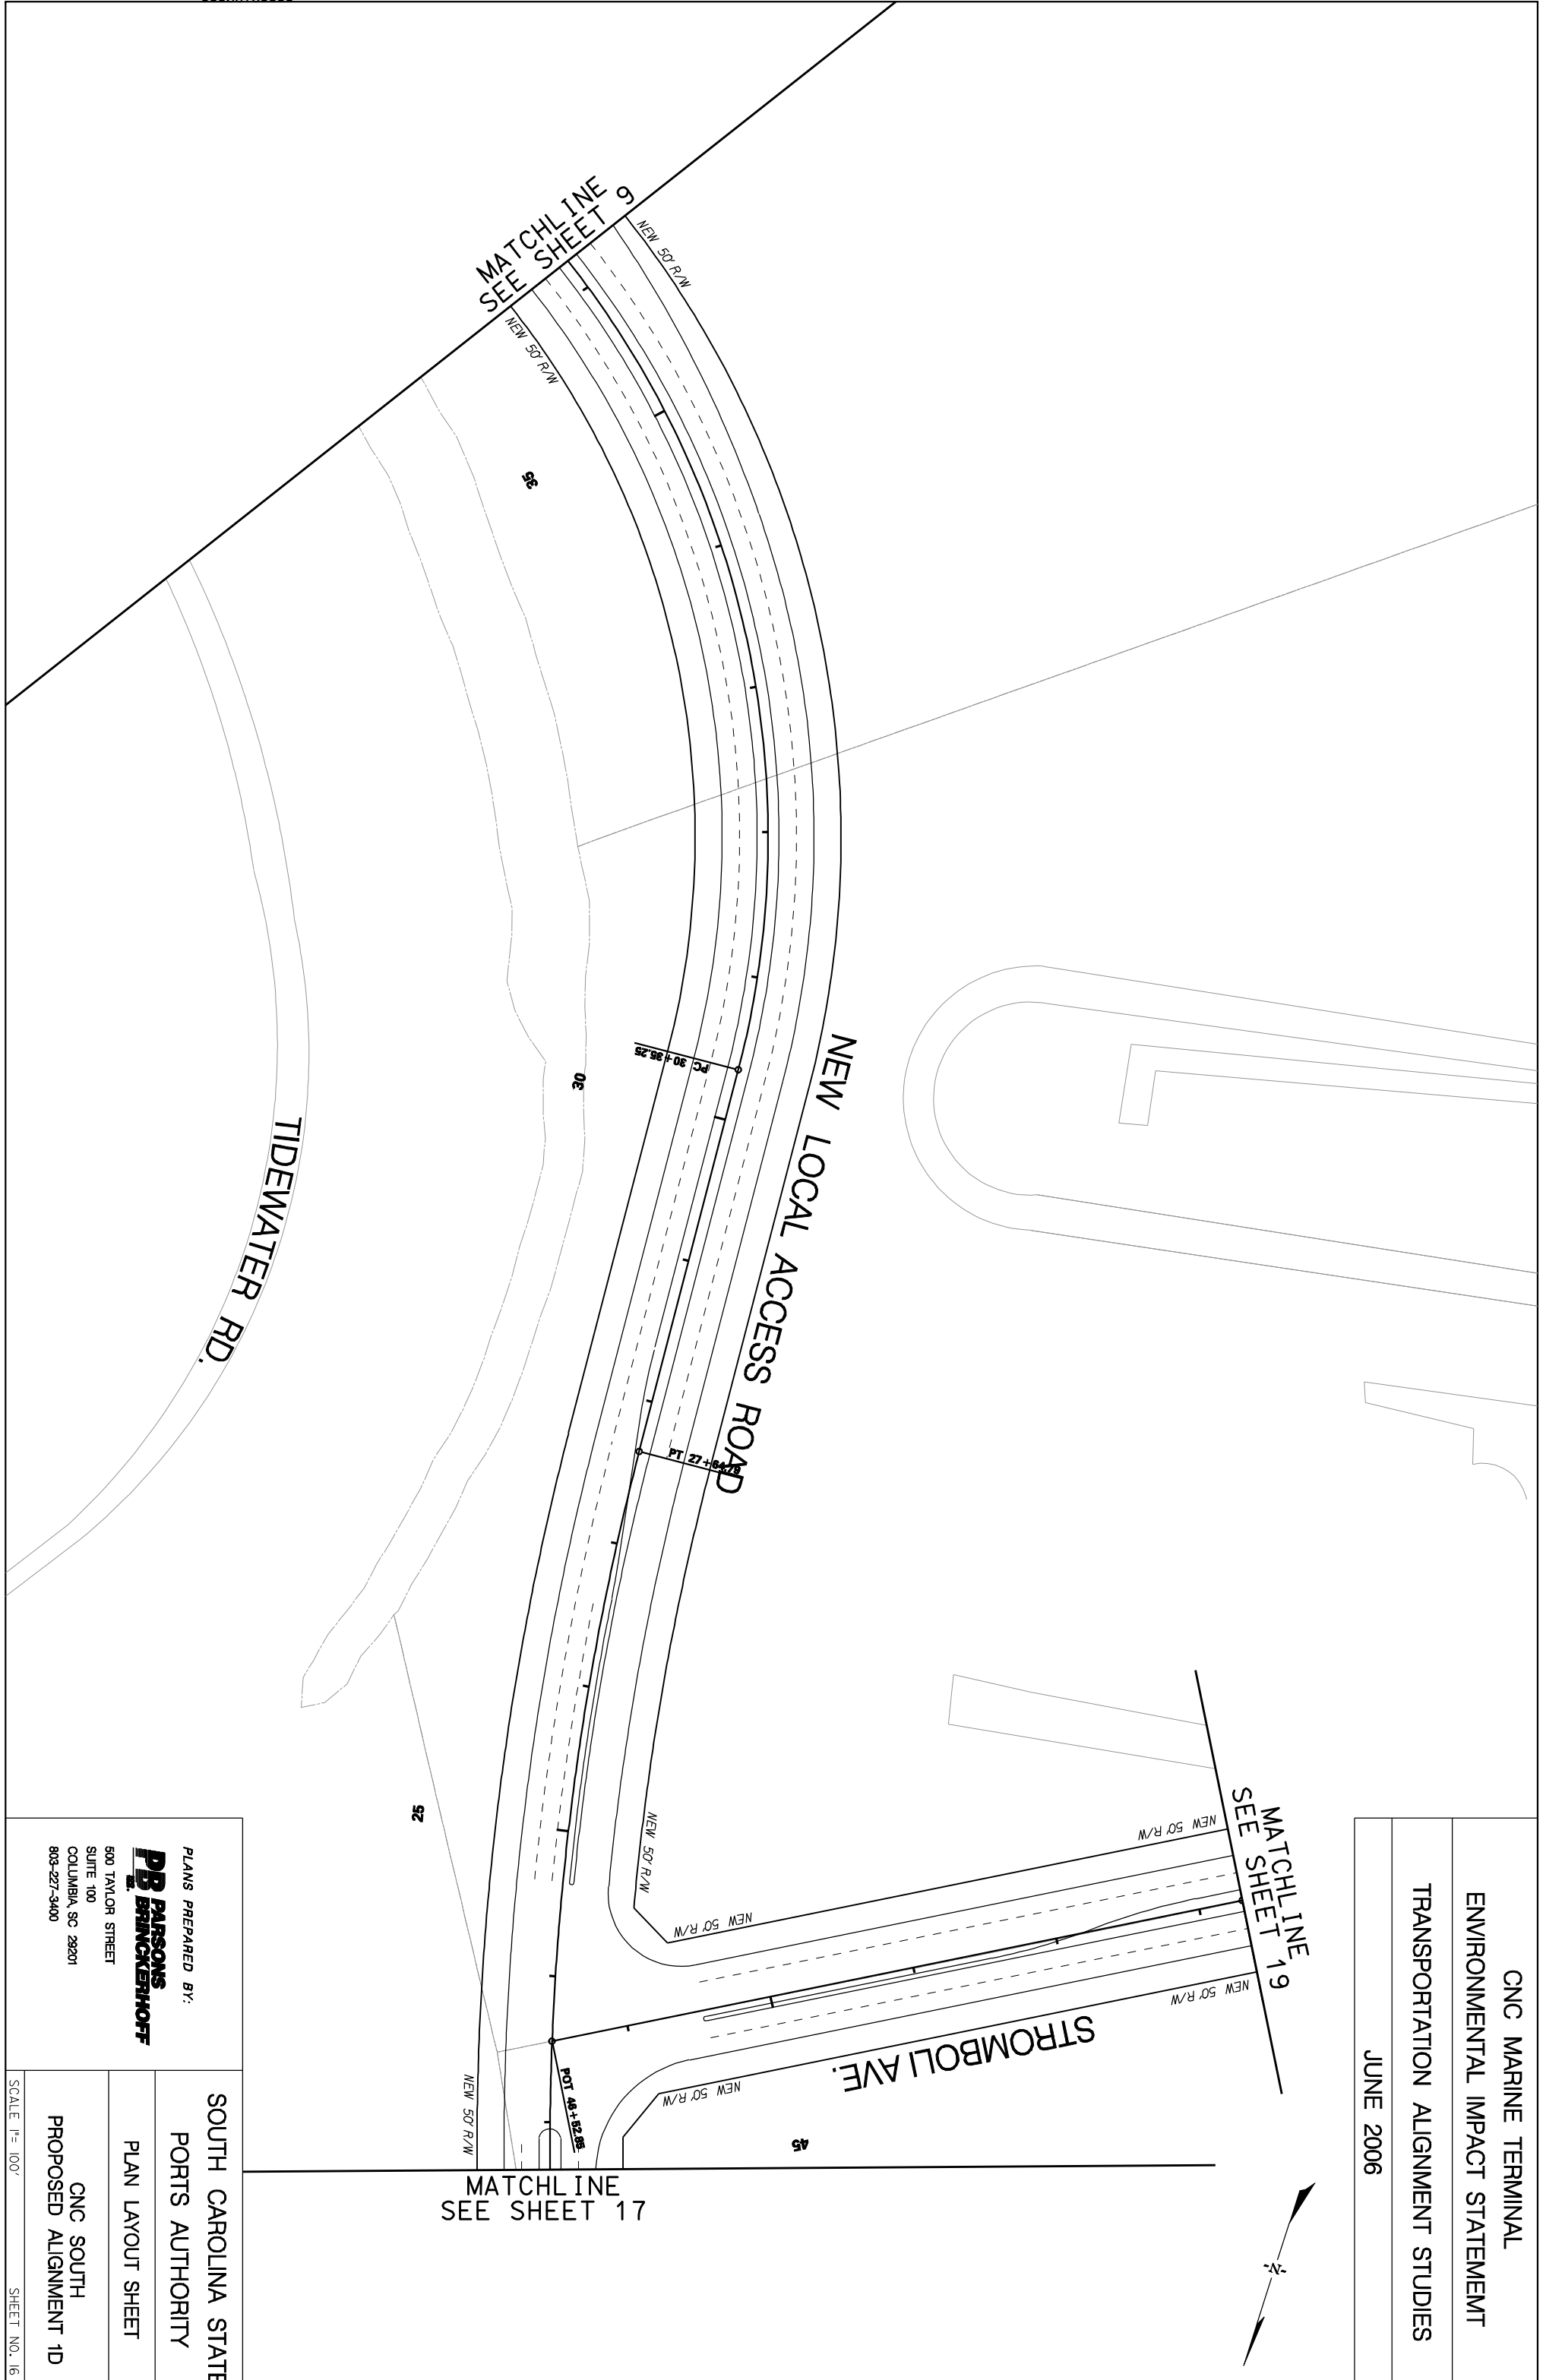 CNC MARINE TERMINAL
ENVIRONMENTAL IMPACT STATEMEMT
TRANSPORTATION ALIGNMENT STUDIES
JUNE 2006
MATCHLINE
SEE SHEET 9
NEW 50' R/W
NEW 50' R/W
35
NEW LOCAL ACCESS ROAD
PC 30+35.25
30
TIDEWATER RD.
PT 27+64.79
25
NEW 50' R/W
NEW 50' R/W
NEW 50' R/W
MATCHLINE
SEE SHEET 19
NEW 50' R/W
NEW 50' R/W
STROMBOLI AVE.
POT 46+52.85
45
NEW 50' R/W
MATCHLINE
SEE SHEET 17
-N-
PLANS PREPARED BY:
PB PARSONS
BRINCKERHOFF
500 TAYLOR STREET
SUITE 100
COLUMBIA, SC 29201
803-227-3400
SOUTH CAROLINA STATE
PORTS AUTHORITY
PLAN LAYOUT SHEET
CNC SOUTH
PROPOSED ALIGNMENT 1D
SCALE 1"= 100'
SHEET NO. 16